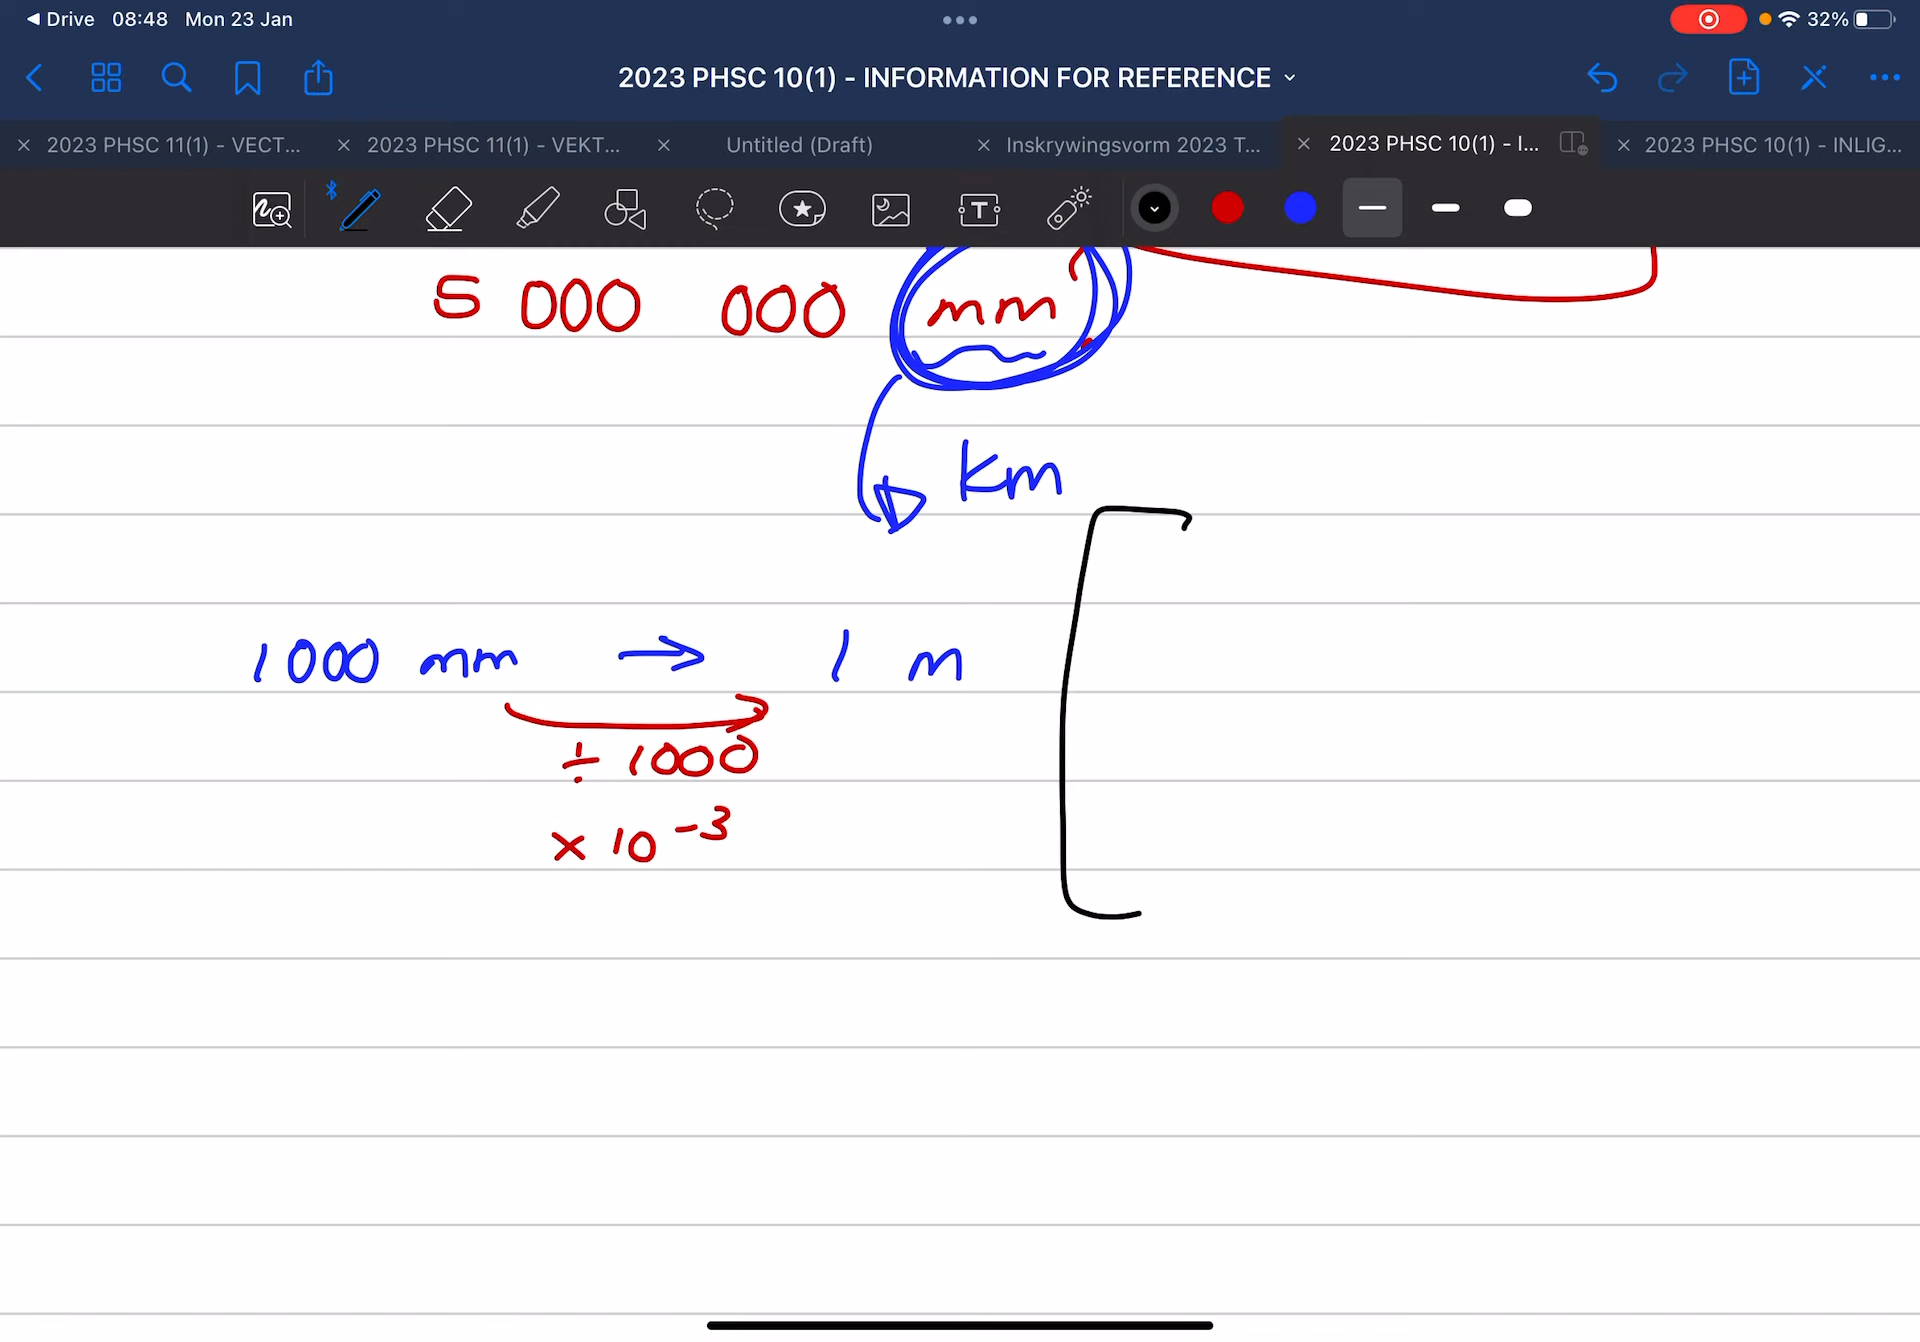 Drive 08:48 Mon 23 Jan 32%
2023 PHSC 10(1) - INFORMATION FOR REFERENCE
2023 PHSC 11(1) - VECT... 2023 PHSC 11(1) - VEKT... Untitled (Draft) Inskrywingsvorm 2023 T... 2023 PHSC 10(1) - I... 2023 PHSC 10(1) - INLIG...
T
5 000 000 mm
km
1000 mm → 1 m
÷ 1000
× 10⁻³